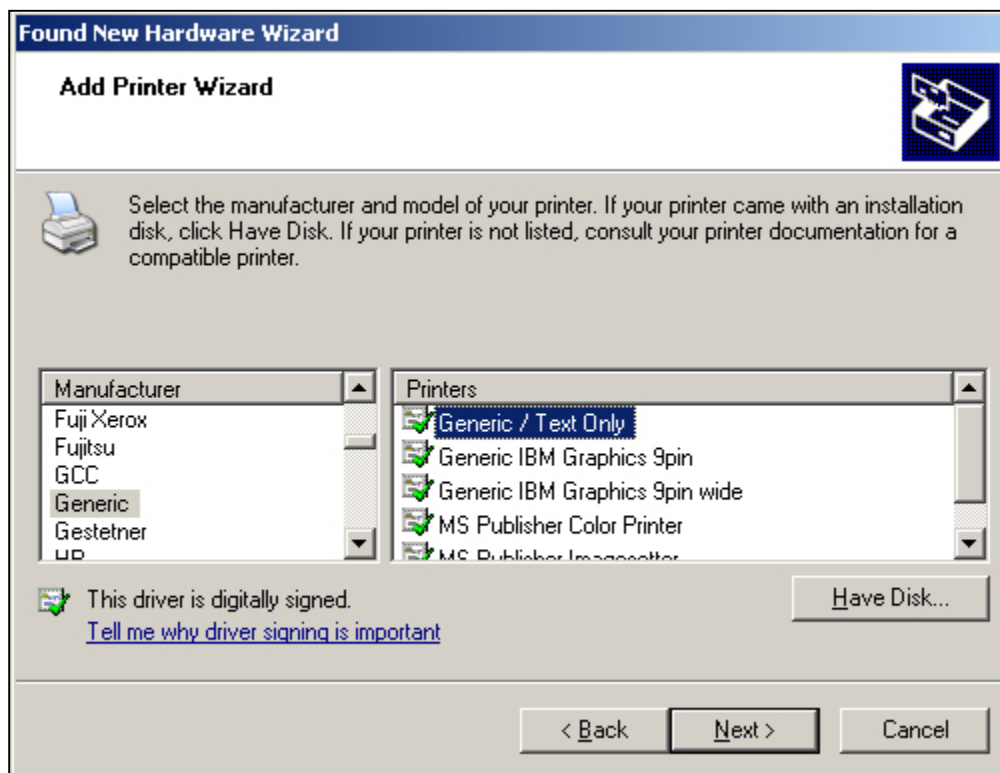 Found New Hardware Wizard
Add Printer Wizard
Select the manufacturer and model of your printer. If your printer came with an installation
disk, click Have Disk. If your printer is not listed, consult your printer documentation for a
compatible printer.
Manufacturer
Fuji Xerox
Fujitsu
GCC
Generic
Gestetner
HP
Printers
Generic / Text Only
Generic IBM Graphics 9pin
Generic IBM Graphics 9pin wide
MS Publisher Color Printer
MS Publisher Imagesetter
This driver is digitally signed.
Tell me why driver signing is important
Have Disk...
< Back
Next >
Cancel